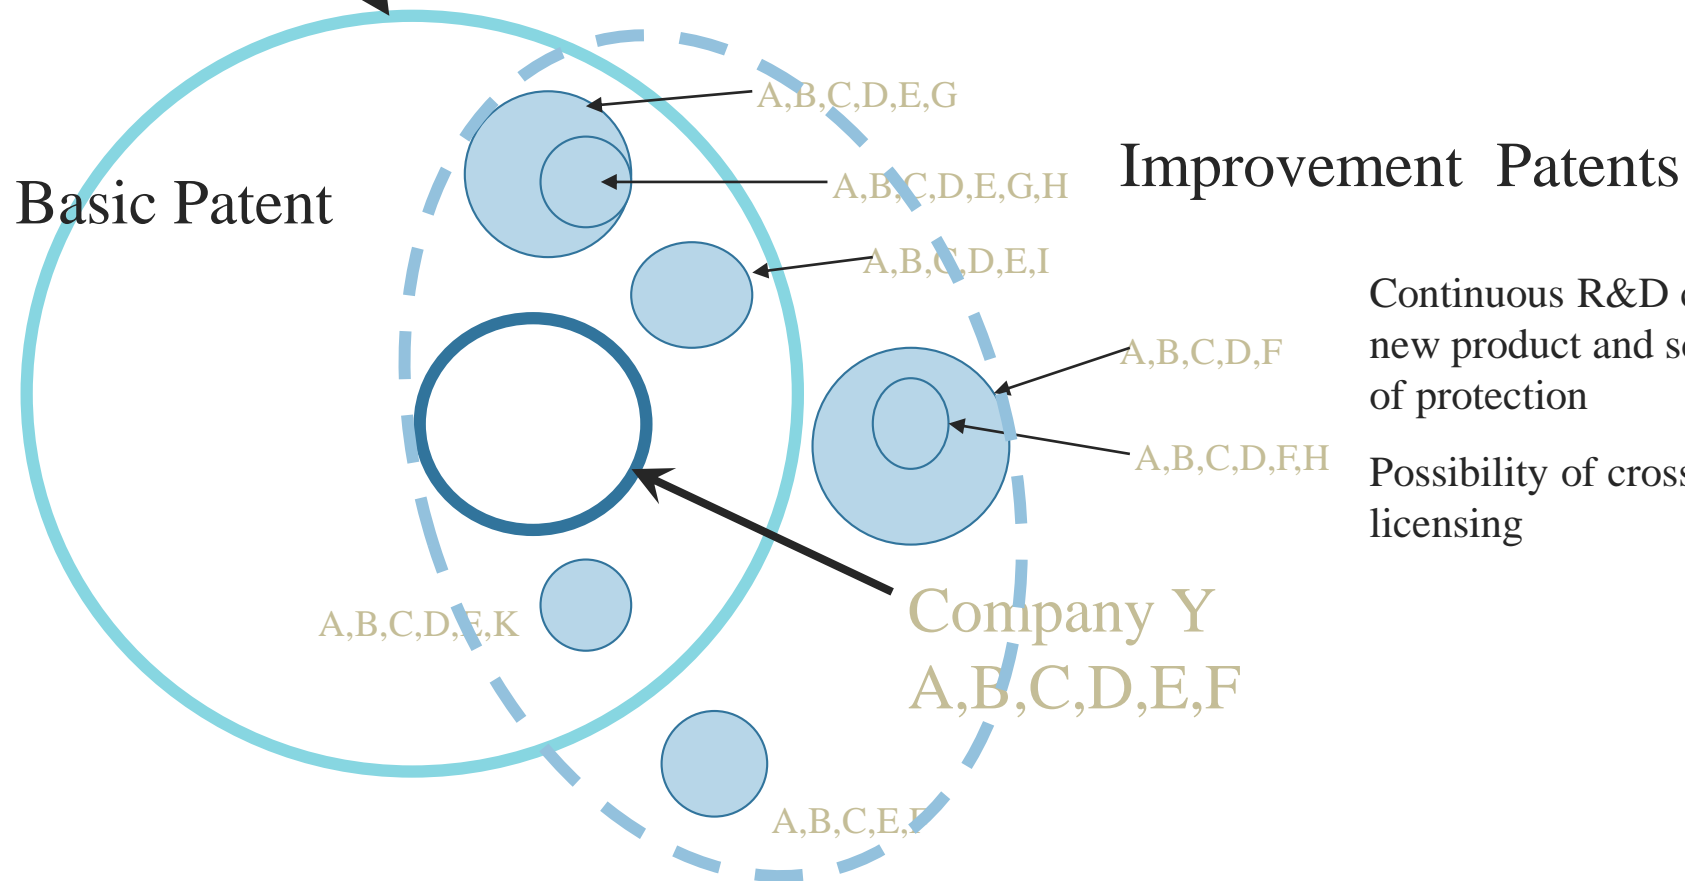 A,B,C,D,E,G
Improvement Patents
Basic Patent
A,B,C,D,E,G,H
A,B,C,D,E,I
Continuous R&D
new product and
of protection
A,B,C,D,F
A,B,C,D,F,H
Possibility of cross
licensing
Company Y
A,B,C,D,E,F
A,B,C,D,E,K
A,B,C,E,F